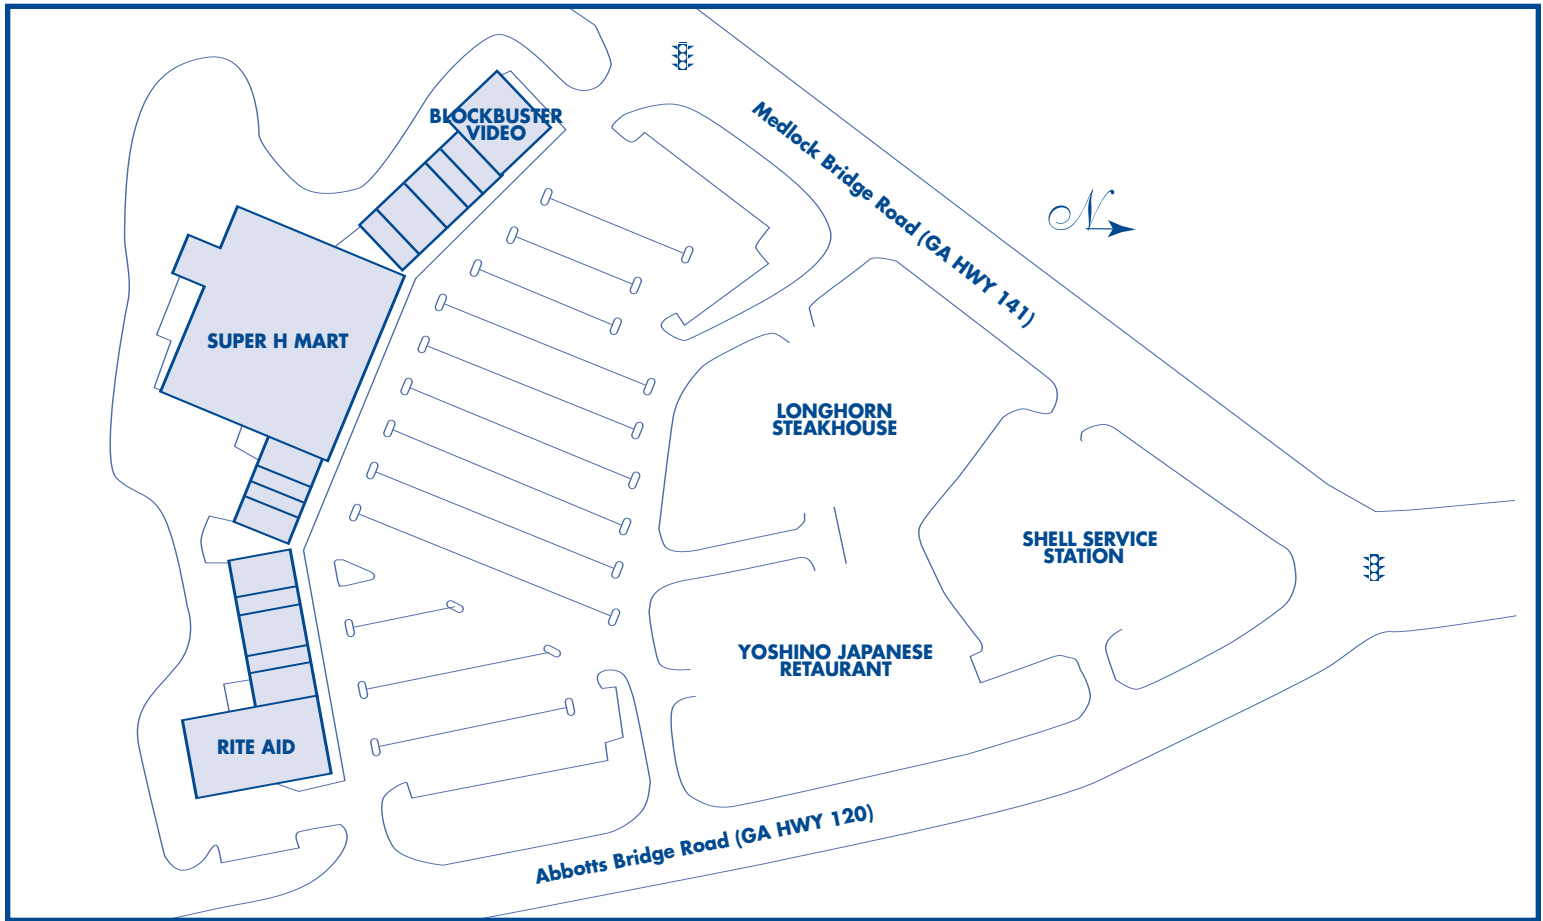 BLOCKBUSTER
VIDEO
Medlock Bridge Road (GA HWY 141)
N
SUPER H MART
LONGHORN
STEAKHOUSE
SHELL SERVICE
STATION
YOSHINO JAPANESE
RETAURANT
RITE AID
Abbotts Bridge Road (GA HWY 120)